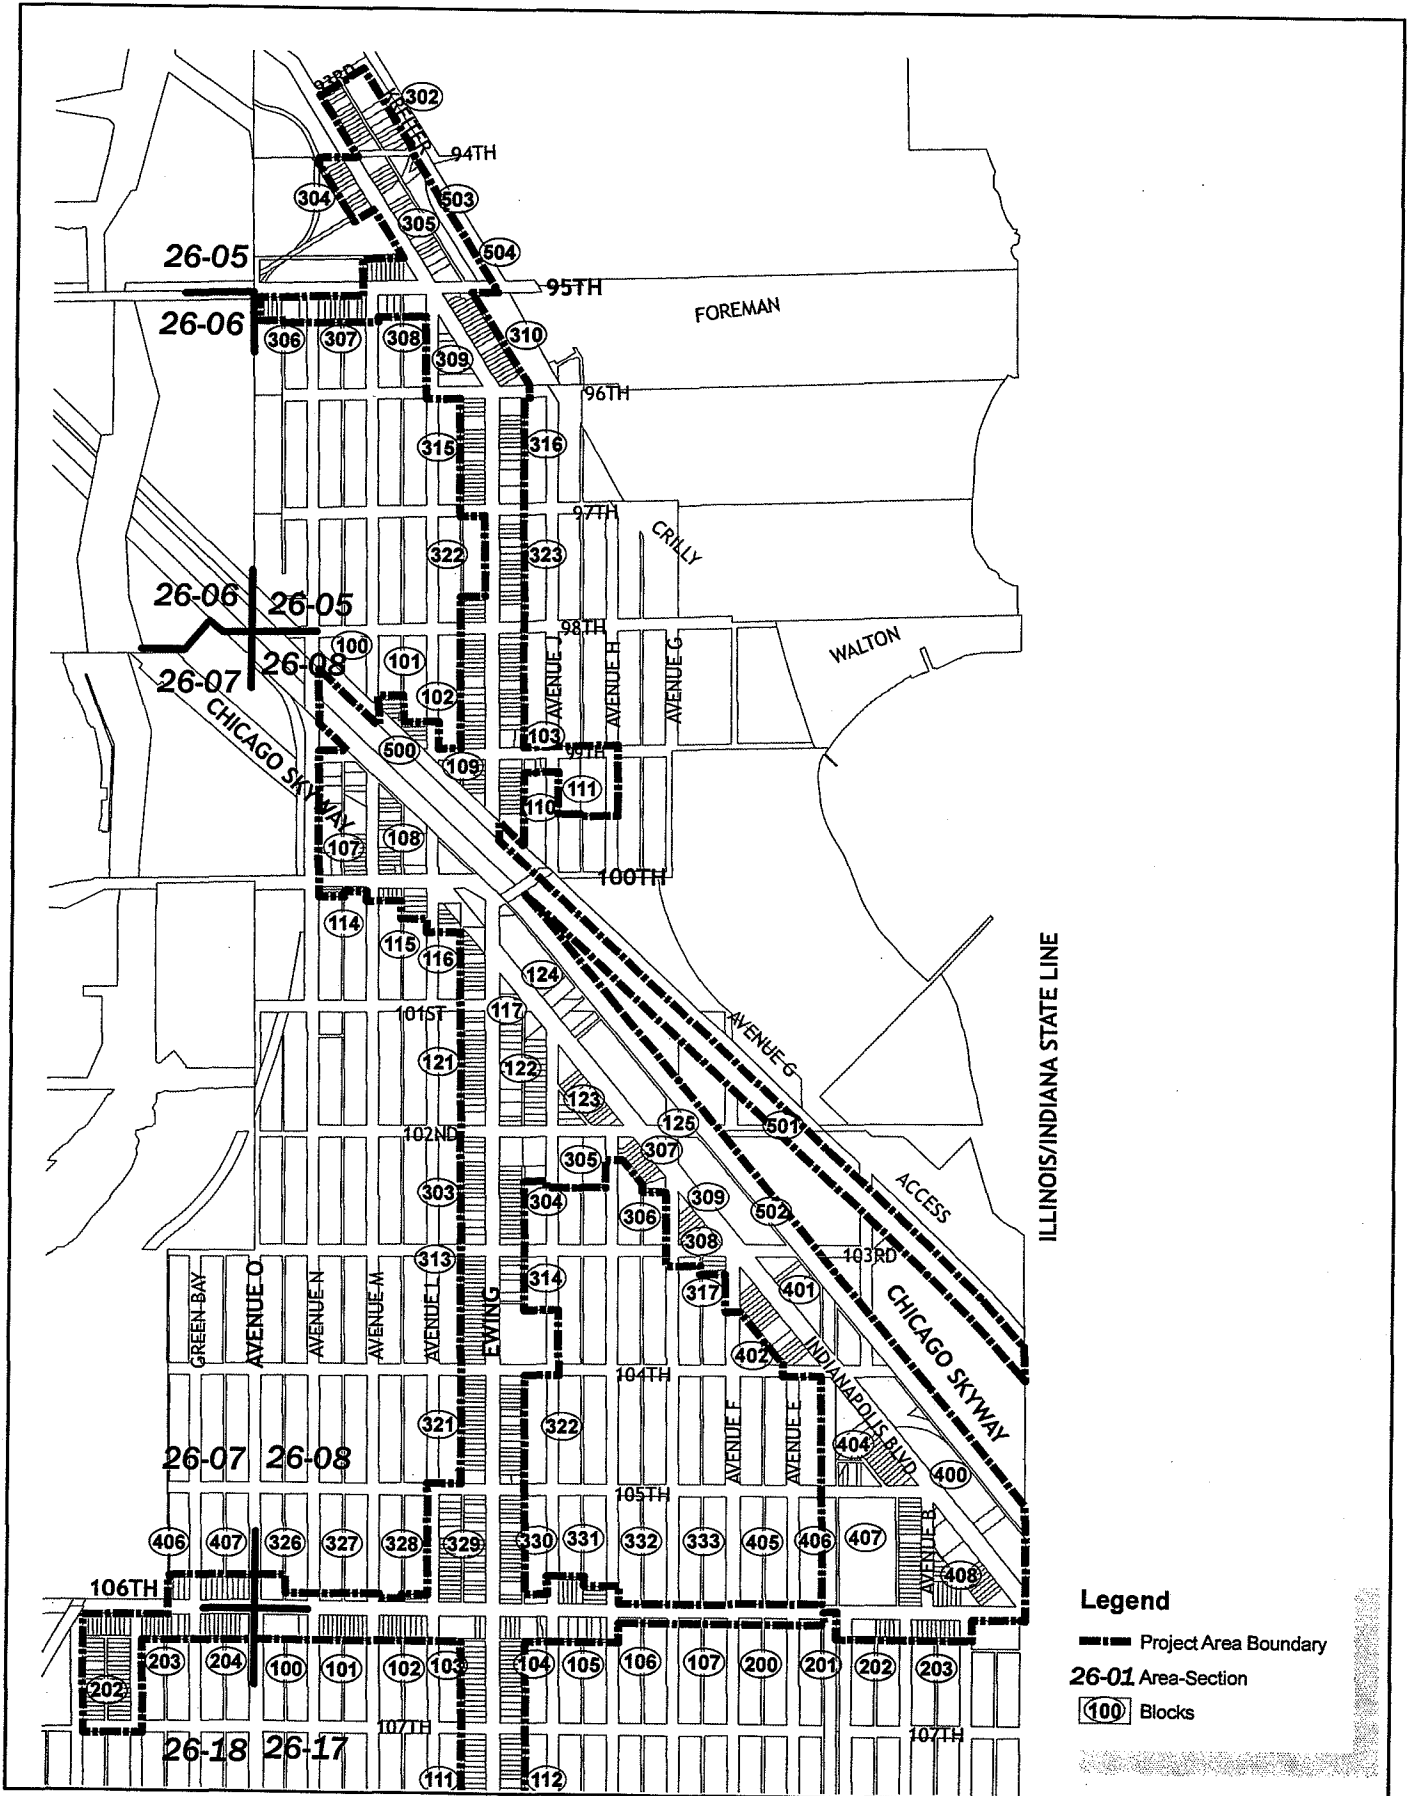 93RD
302
KREITER
94TH
304
503
305
504
26-05
95TH
FOREMAN
26-06
306
307
308
310
309
96TH
315
316
97TH
CRILLY
322
323
26-06
26-05
98TH
100
WALTON
101
26-08
26-07
102
AVENUE J
AVENUE H
AVENUE G
CHICAGO SKYWAY
103
500
99TH
109
111
110
108
107
100TH
114
115
116
124
ILLINOIS/INDIANA STATE LINE
117
101ST
AVENUE G
121
122
123
125
501
102ND
307
305
303
304
309
ACCESS
306
502
308
313
103RD
314
401
317
GREEN BAY
AVENUE O
AVENUE N
AVENUE M
AVENUE L
EWING
CHICAGO SKYWAY
402
INDIANAPOLIS BLVD
104TH
321
322
AVENUE F
AVENUE E
404
26-07
26-08
400
105TH
406
407
326
327
328
329
330
331
332
333
405
406
407
AVENUE B
408
106TH
203
204
100
101
102
103
104
105
106
107
200
201
202
203
202
107TH
107TH
26-18
26-17
111
112
Legend
Project Area Boundary
26-01 Area-Section
100 Blocks